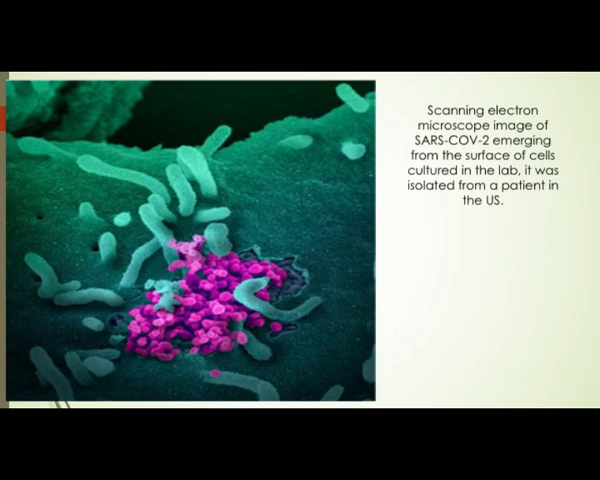 Scanning electron
microscope image of
SARS-COV-2 emerging
from the surface of cells
cultured in the lab, it was
isolated from a patient in
the US.